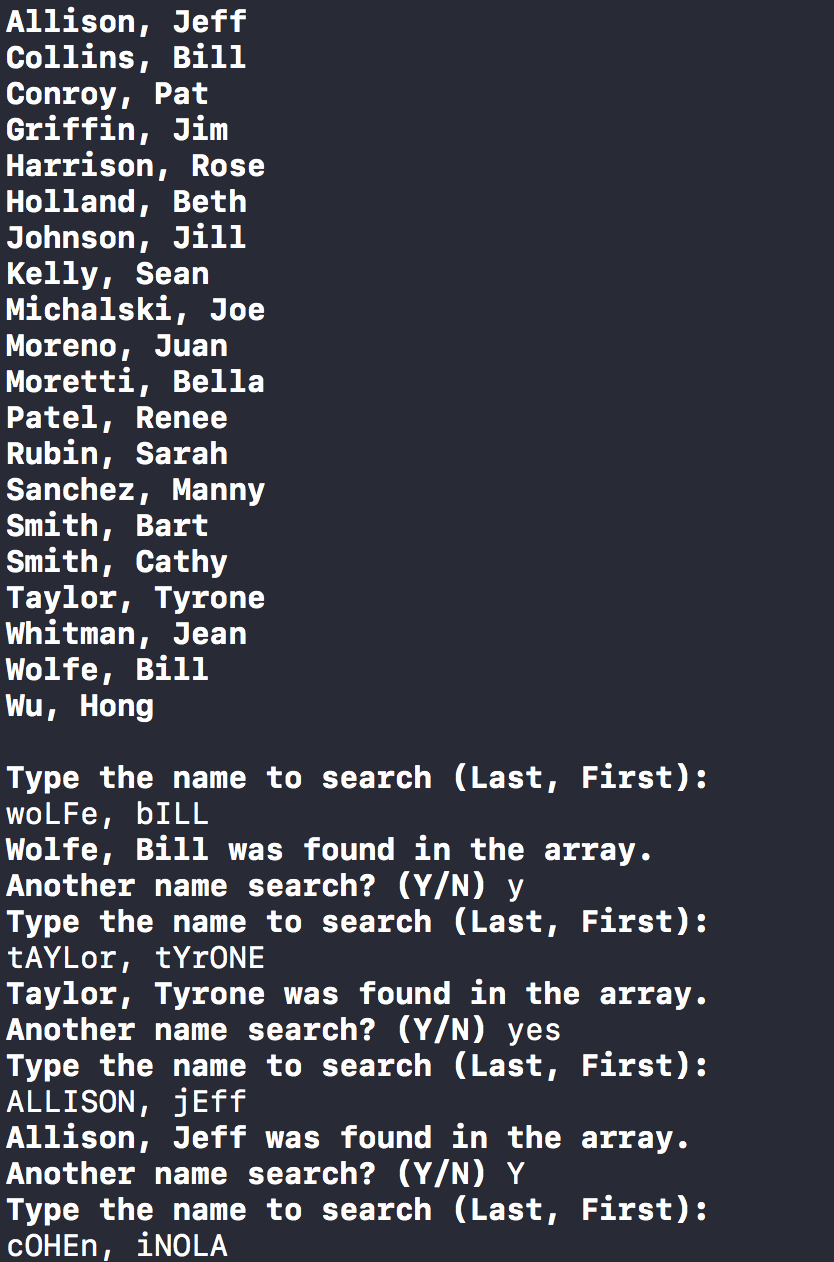 Allison, Jeff
Collins, Bill
Conroy, Pat
Griffin, Jim
Harrison, Rose
Holland, Beth
Johnson, Jill
Kelly, Sean
Michalski, Joe
Moreno, Juan
Moretti, Bella
Patel, Renee
Rubin, Sarah
Sanchez, Manny
Smith, Bart
Smith, Cathy
Taylor, Tyrone
Whitman, Jean
Wolfe, Bill
Wu, Hong
Type the name to search (Last, First):
woLFe, bILL
Wolfe, Bill was found in the array.
Another name search? (Y/N) y
Type the name to search (Last, First):
tAYLor, tYrONE
Taylor, Tyrone was found in the array.
Another name search? (Y/N) yes
Type the name to search (Last, First):
ALLISON, jEff
Allison, Jeff was found in the array.
Another name search? (Y/N) Y
Type the name to search (Last, First):
cOHEn, iNOLA